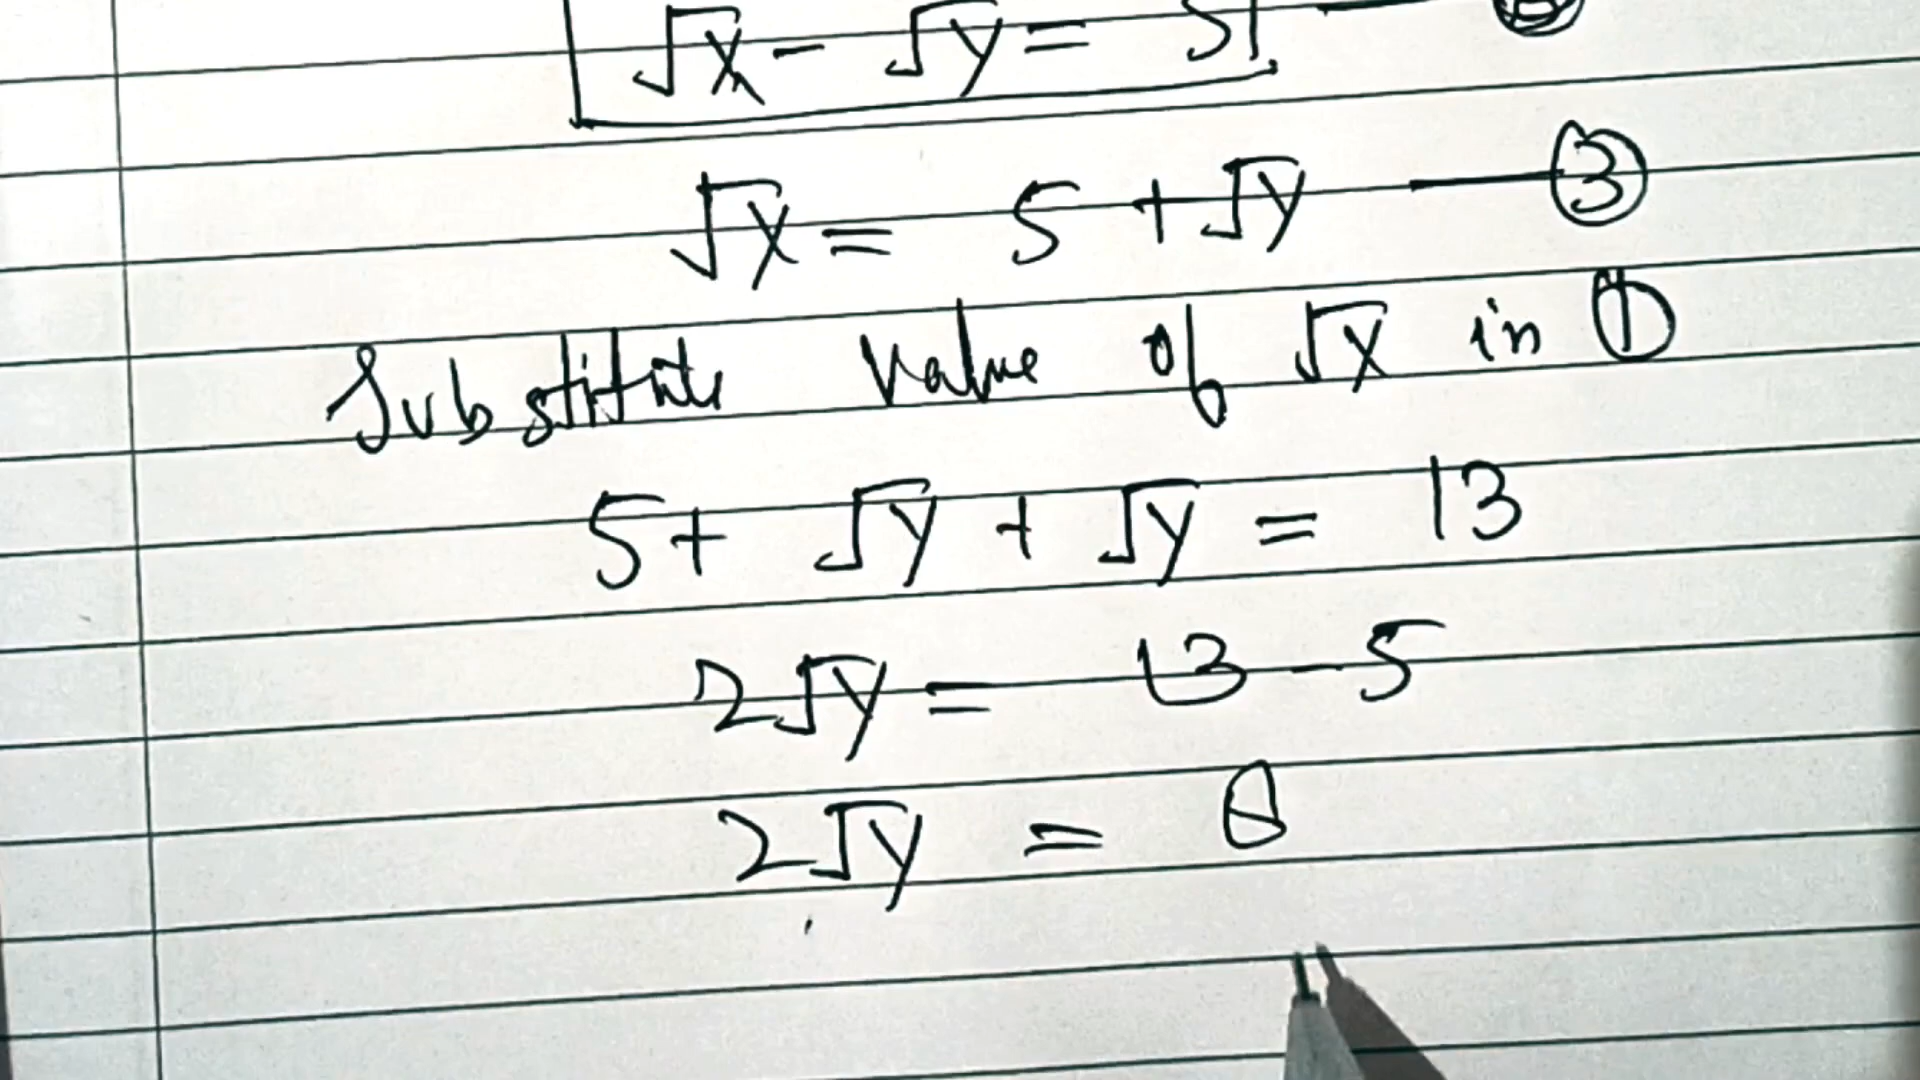 √x - √y = 5
√x = 5 + √y — ③
Substitute value of √x in ①
5 + √y + √y = 13
2√y = 13 - 5
2√y = 8